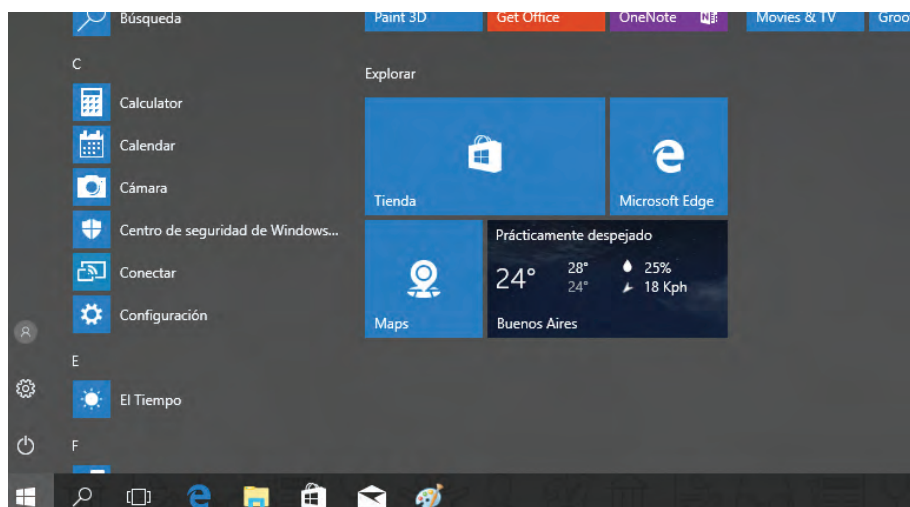 Búsqueda
C
Calculator
Calendar
Cámara
Centro de seguridad de Windows...
Conectar
Configuración
E
El Tiempo
F
Paint 3D
Get Office
OneNote
Movies & TV
Groo
Explorar
Tienda
Microsoft Edge
Maps
Prácticamente despejado
24° 28° 25%
24° 18 Kph
Buenos Aires